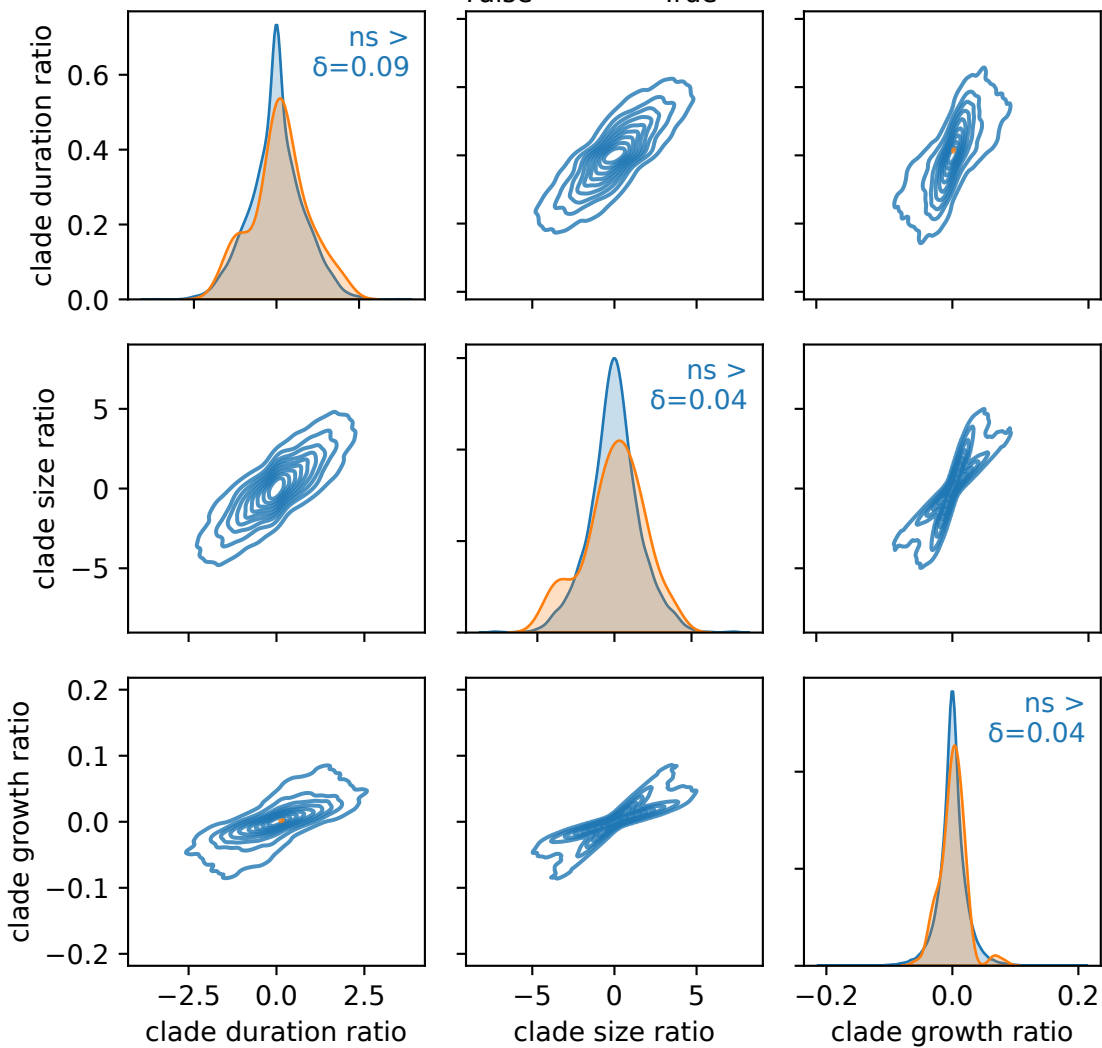 clade duration ratio
0.6
0.4
0.2
0.0
ns >
δ=0.09
clade size ratio
5
0
−5
ns >
δ=0.04
clade growth ratio
0.2
0.1
0.0
−0.1
−0.2
ns >
δ=0.04
−2.5 0.0 2.5
clade duration ratio
−5 0 5
clade size ratio
−0.2 0.0 0.2
clade growth ratio